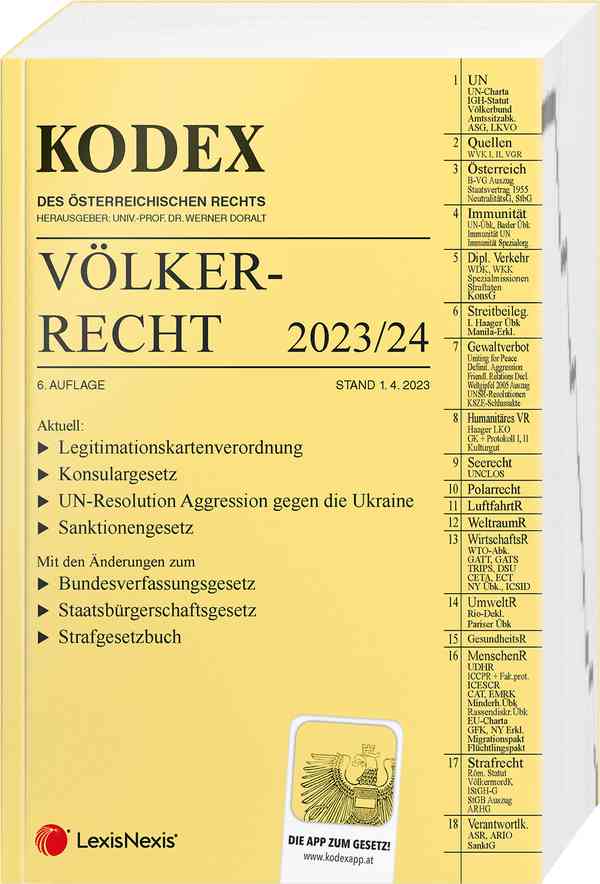 KODEX
DES ÖSTERREICHISCHEN RECHTS
HERAUSGEBER: UNIV.-PROF. DR. WERNER DORALT
VÖLKER-
RECHT 2023/24
6. AUFLAGE STAND 1. 4. 2023
Aktuell:
▶ Legitimationskartenverordnung
▶ Konsulargesetz
▶ UN-Resolution Aggression gegen die Ukraine
▶ Sanktionengesetz
Mit den Änderungen zum
▶ Bundesverfassungsgesetz
▶ Staatsbürgerschaftsgesetz
▶ Strafgesetzbuch
LexisNexis®
DIE APP ZUM GESETZ!
www.kodexapp.at
1 UN
UN-Charta
IGH-Statut
Völkerbund
Amtssitzabk.
ASG, LKVO
2 Quellen
WVK I, II, VGR
3 Österreich
B-VG Auszug
Staatsvertrag 1955
NeutralitätsG, StbG
4 Immunität
UN-Übk, Basler Übk
Immunität UN
Immunität Spezialorg
5 Dipl. Verkehr
WDK, WKK
Spezialmissionen
Straftaten
KonsG
6 Streitbeileg.
I. Haager Übk
Manila-Erkl.
7 Gewaltverbot
Uniting for Peace
Definit. Aggression
Friendl. Relations Decl.
Weltgipfel 2005 Auszug
UNSR-Resolutionen
KSZE-Schlussakte
8 Humanitäres VR
Haager LKO
GK + Protokoll I, II
Kulturgut
9 Seerecht
UNCLOS
10 Polarrecht
11 LuftfahrtR
12 WeltraumR
13 WirtschaftsR
WTO-Abk.
GATT, GATS
TRIPS, DSU
CETA, ECT
NY Übk., ICSID
14 UmweltR
Rio-Dekl.
Pariser Übk
15 GesundheitsR
16 MenschenR
UDHR
ICCPR + Fak.prot.
ICESCR
CAT, EMRK
Minderh.Übk
Rassendiskr.Übk
EU-Charta
GFK, NY Erkl.
Migrationspakt
Flüchtlingspakt
17 Strafrecht
Röm. Statut
VölkermordK
IStGH-G
StGB Auszug
ARHG
18 Verantwortlk.
ASR, ARIO
SanktG